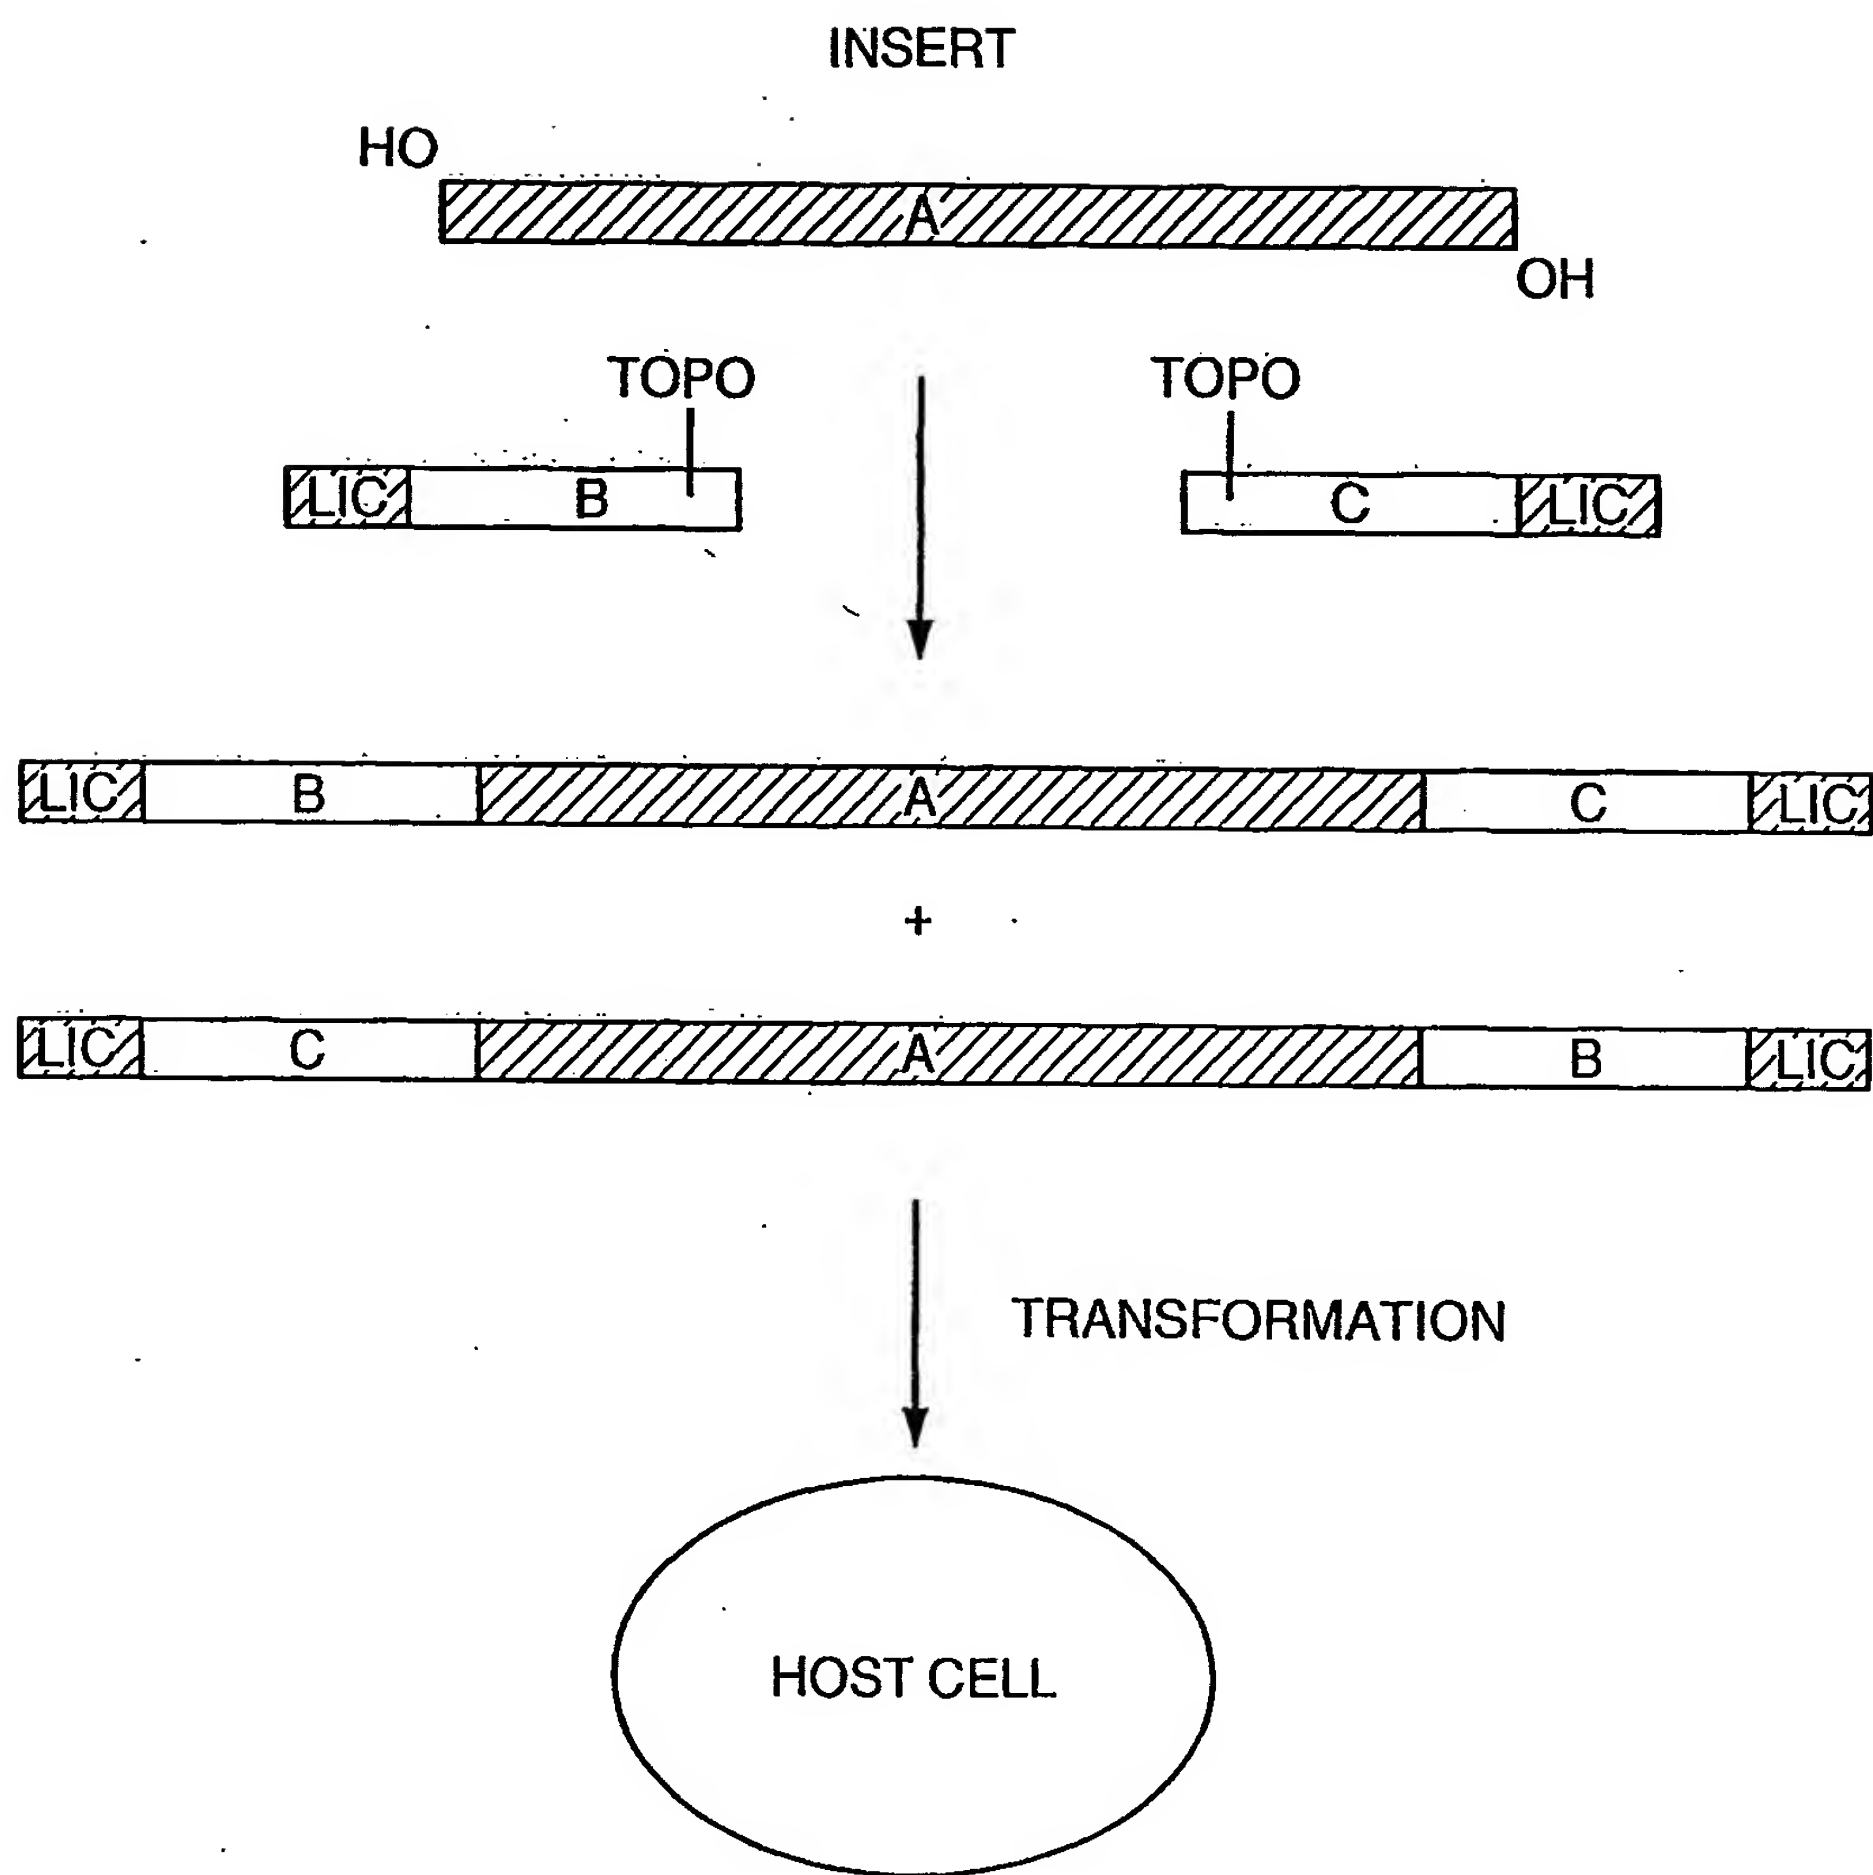 INSERT
HO
A
OH
TOPO TOPO
LIC B C LIC
LIC B A C LIC
+
LIC C A B LIC
TRANSFORMATION
HOST CELL